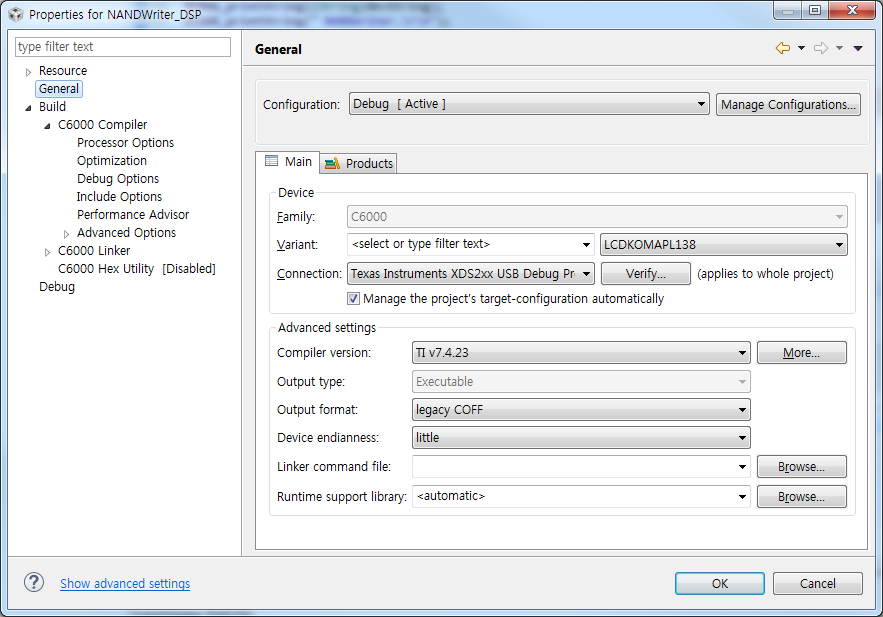 Properties for NANDWriter_DSP
type filter text
Resource
General
Build
C6000 Compiler
Processor Options
Optimization
Debug Options
Include Options
Performance Advisor
Advanced Options
C6000 Linker
C6000 Hex Utility [Disabled]
Debug
General
Configuration: Debug [ Active ] Manage Configurations...
Main Products
Device
Family: C6000
Variant: <select or type filter text> LCDKOMAPL138
Connection: Texas Instruments XDS2xx USB Debug Pr Verify... (applies to whole project)
Manage the project's target-configuration automatically
Advanced settings
Compiler version: TI v7.4.23 More...
Output type: Executable
Output format: legacy COFF
Device endianness: little
Linker command file: Browse...
Runtime support library: <automatic> Browse...
? Show advanced settings OK Cancel